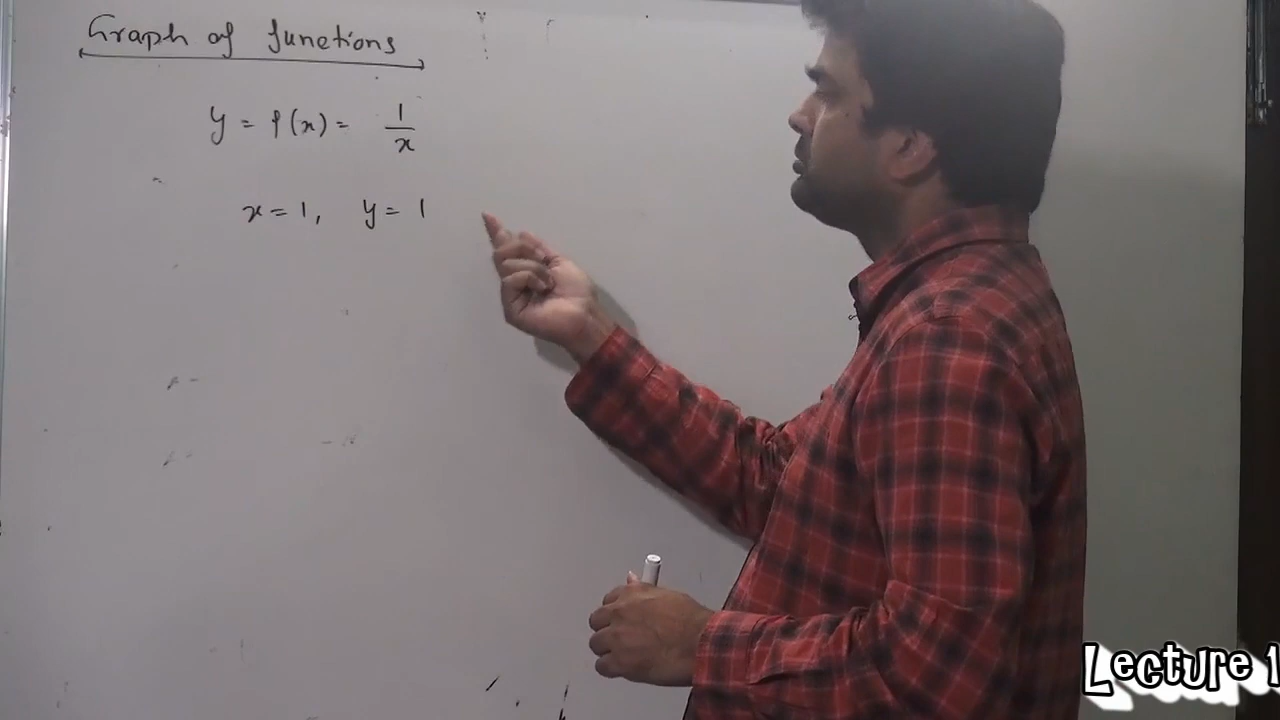 Graph of functions
y = f(x) = 1/x
x = 1, y = 1
Lecture 1